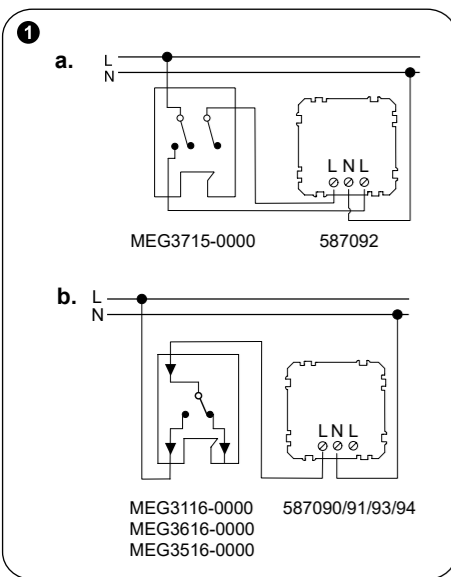 1
a.
L
N
L N L
MEG3715-0000 587092
b.
L
N
L N L
MEG3116-0000 587090/91/93/94
MEG3616-0000
MEG3516-0000